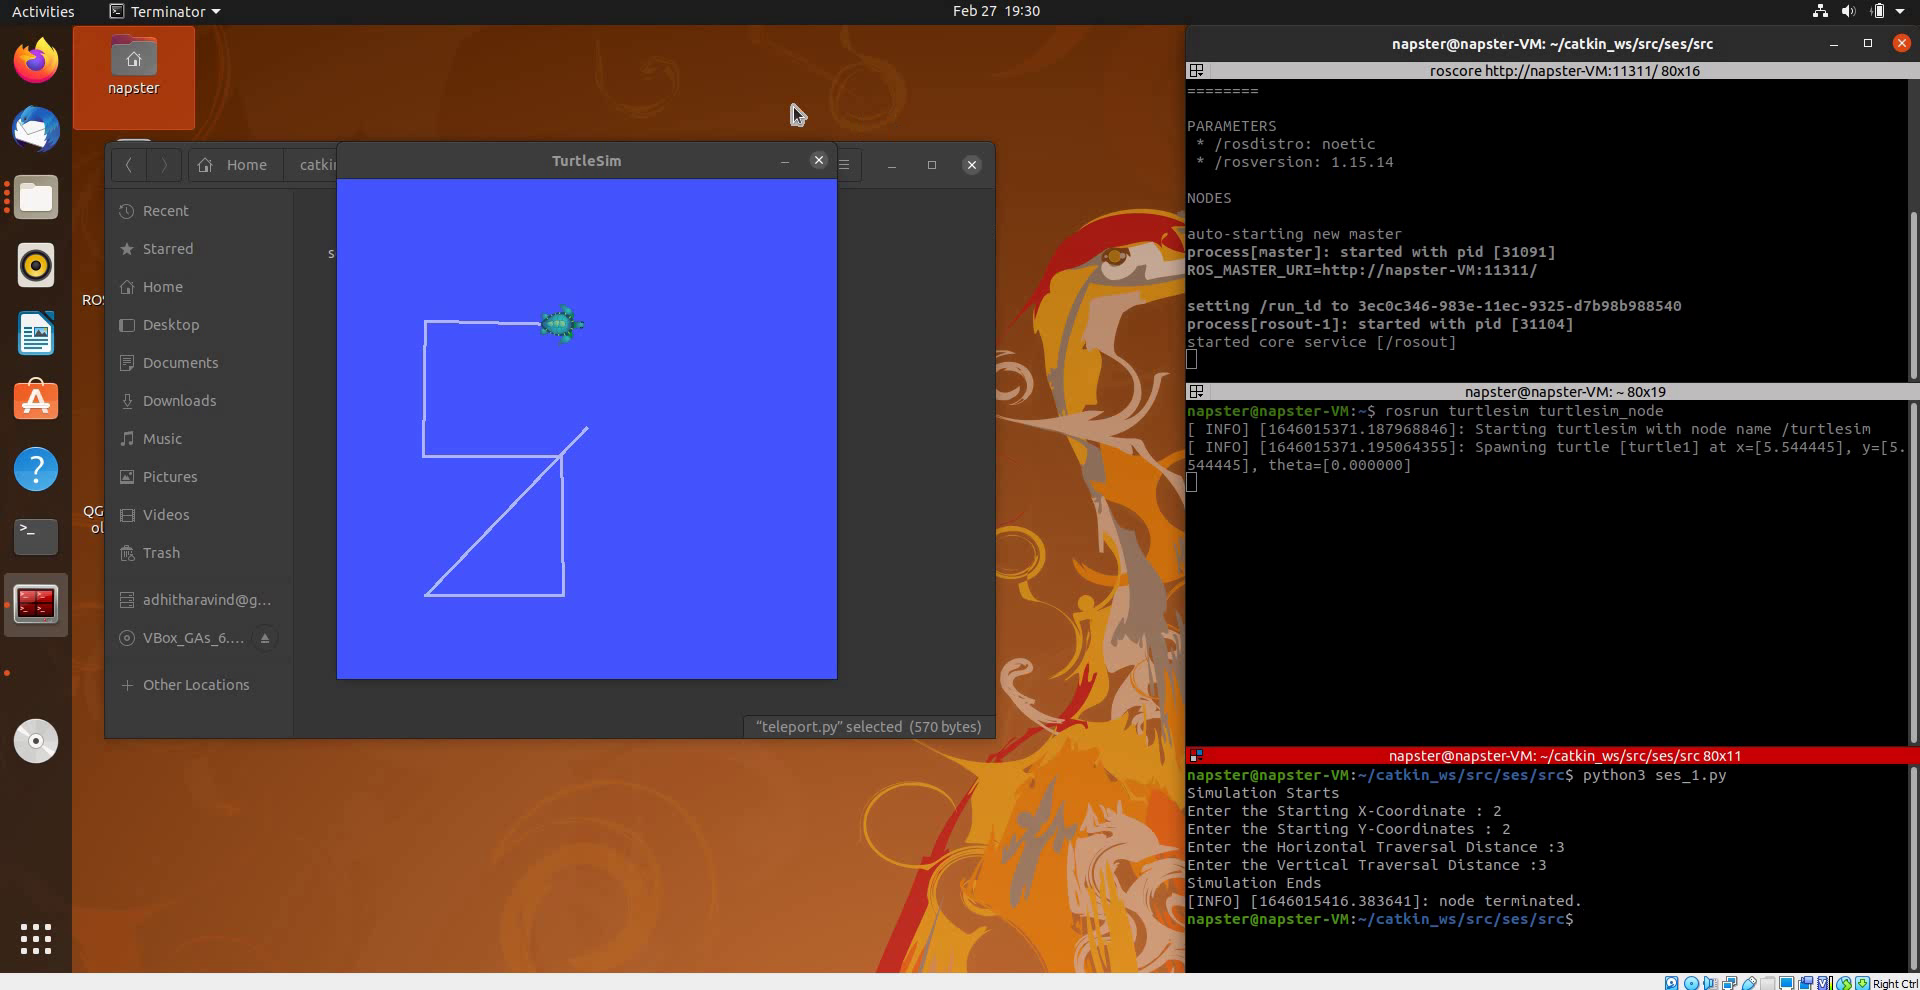 Activities
Terminator
Feb 27 19:30
napster
ROS
QG
ol
Home
catkin
TurtleSim
Recent
Starred
Home
Desktop
Documents
Downloads
Music
Pictures
Videos
Trash
adhitharavind@g...
VBox_GAs_6....
Other Locations
s
“teleport.py” selected (570 bytes)
napster@napster-VM: ~/catkin_ws/src/ses/src
roscore http://napster-VM:11311/ 80x16
========
PARAMETERS
* /rosdistro: noetic
* /rosversion: 1.15.14
NODES
auto-starting new master
process[master]: started with pid [31091]
ROS_MASTER_URI=http://napster-VM:11311/
setting /run_id to 3ec0c346-983e-11ec-9325-d7b98b988540
process[rosout-1]: started with pid [31104]
started core service [/rosout]
napster@napster-VM: ~ 80x19
napster@napster-VM:~$ rosrun turtlesim turtlesim_node
[ INFO] [1646015371.187968846]: Starting turtlesim with node name /turtlesim
[ INFO] [1646015371.195064355]: Spawning turtle [turtle1] at x=[5.544445], y=[5.
544445], theta=[0.000000]
napster@napster-VM: ~/catkin_ws/src/ses/src 80x11
napster@napster-VM:~/catkin_ws/src/ses/src$ python3 ses_1.py
Simulation Starts
Enter the Starting X-Coordinate : 2
Enter the Starting Y-Coordinates : 2
Enter the Horizontal Traversal Distance :3
Enter the Vertical Traversal Distance :3
Simulation Ends
[INFO] [1646015416.383641]: node terminated.
napster@napster-VM:~/catkin_ws/src/ses/src$
Right Ctrl